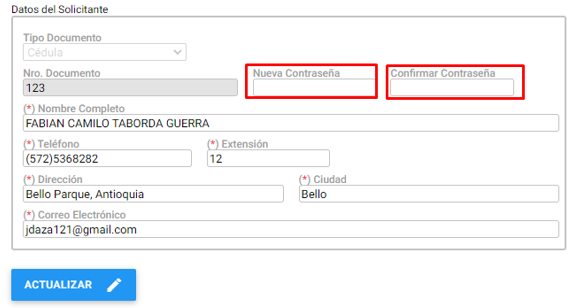 Datos del Solicitante
Tipo Documento
Cédula
Nro. Documento Nueva Contraseña Confirmar Contraseña
123
(*) Nombre Completo
FABIAN CAMILO TABORDA GUERRA
(*) Teléfono (*) Extensión
(572)5368282 12
(*) Dirección (*) Ciudad
Bello Parque, Antioquia Bello
(*) Correo Electrónico
jdaza121@gmail.com
ACTUALIZAR